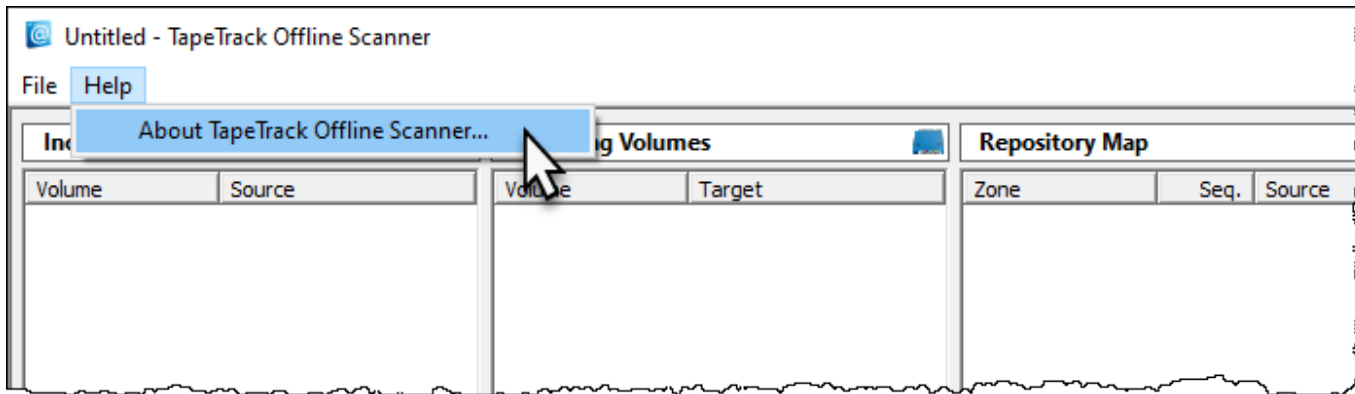 Untitled - TapeTrack Offline Scanner
File Help
About TapeTrack Offline Scanner...
Volumes
Repository Map
Volume Source Volume Target Zone Seq. Source